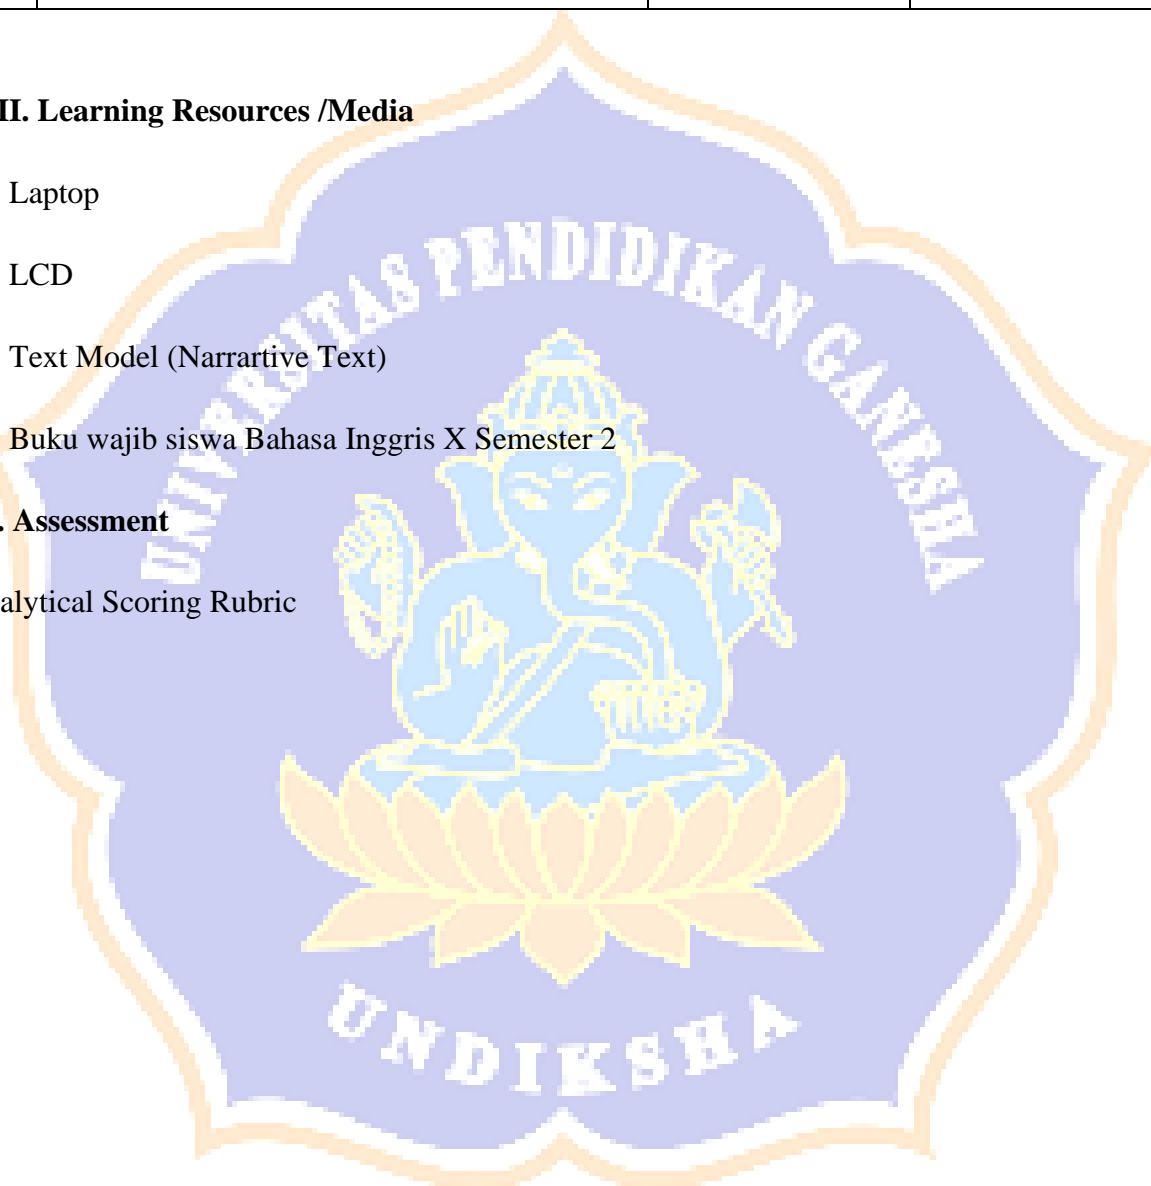 II. Learning Resources /Media
Laptop
LCD
Text Model (Narrartive Text)
Buku wajib siswa Bahasa Inggris X Semester 2
. Assessment
alytical Scoring Rubric
UNIVERSITAS PENDIDIKAN GANESHA
UNDIKSHA